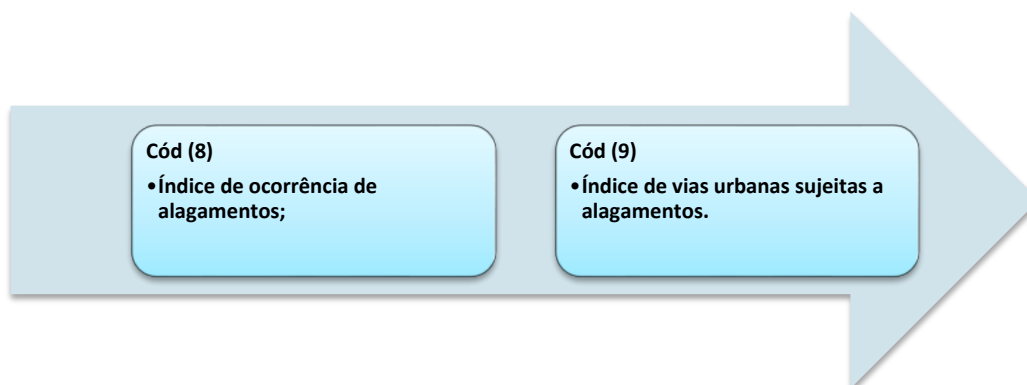 Cód (8)
•Índice de ocorrência de
alagamentos;
Cód (9)
•Índice de vias urbanas sujeitas a
alagamentos.